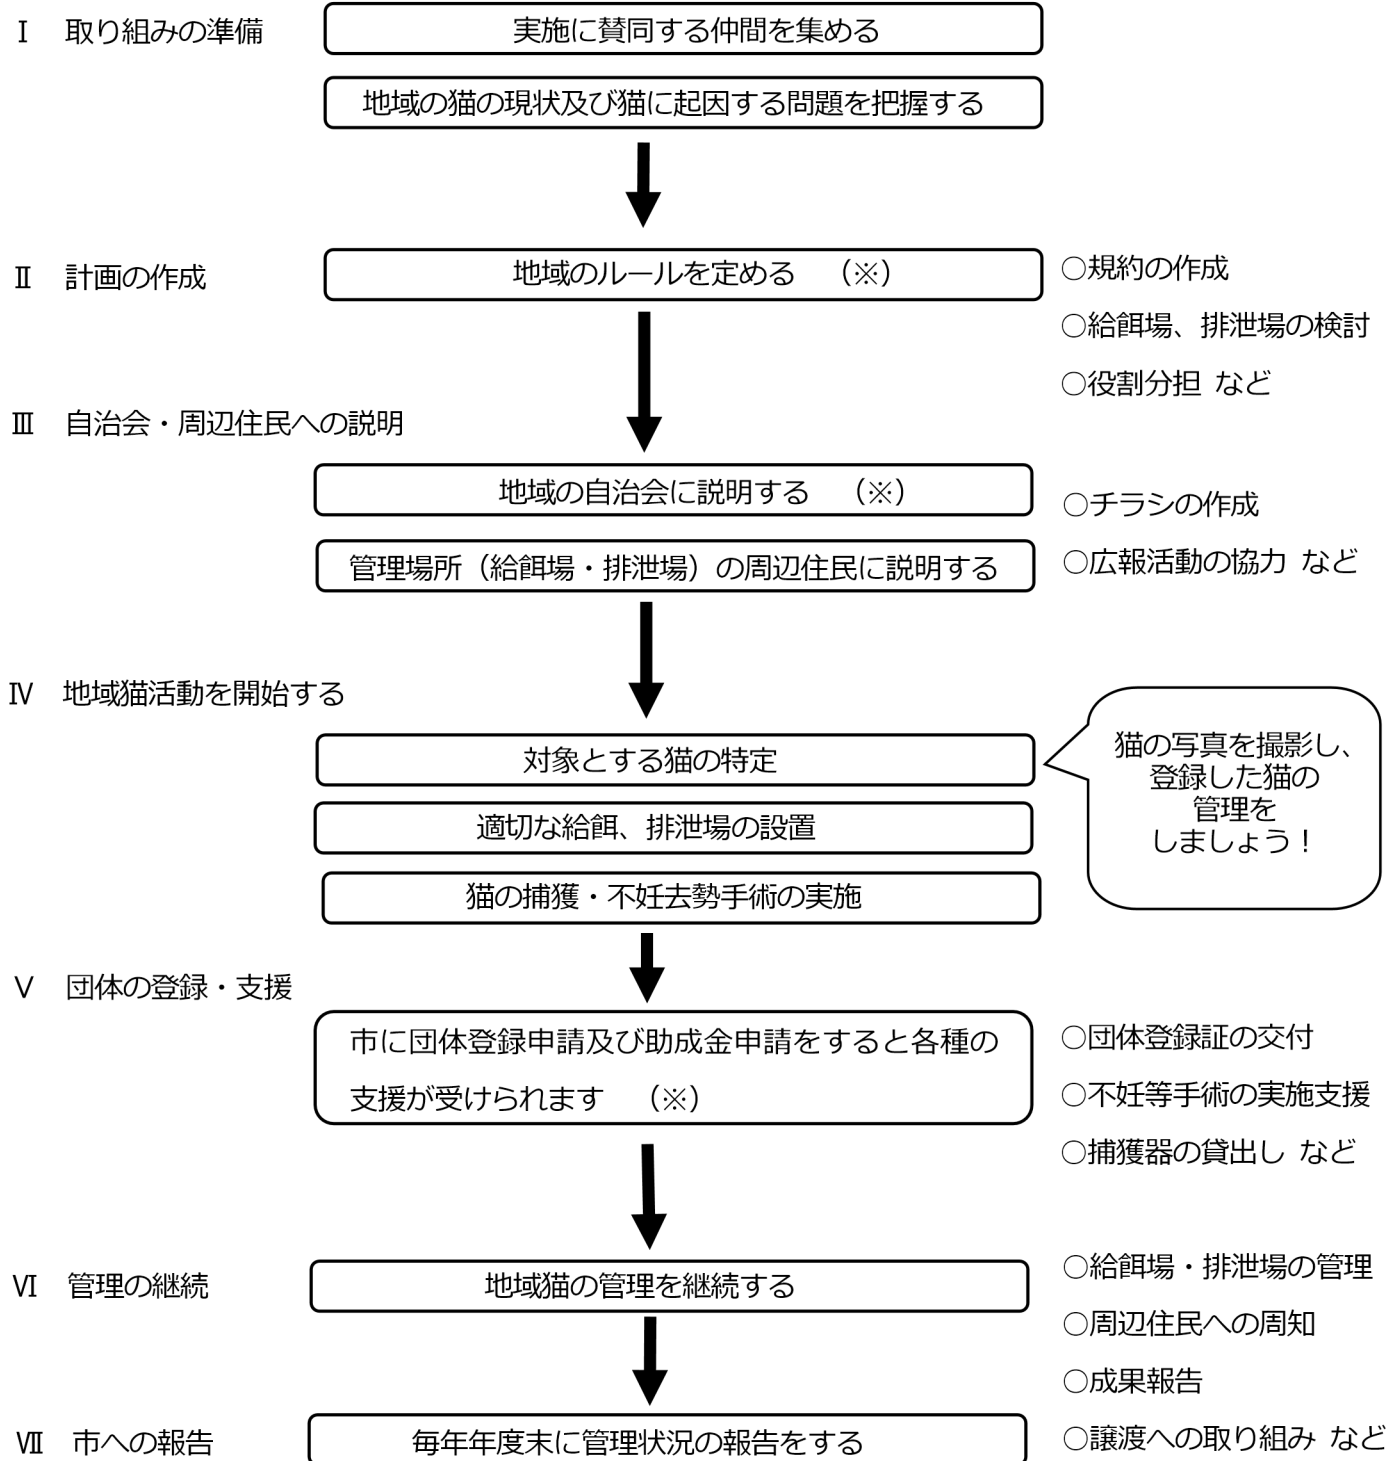 Ⅰ 取り組みの準備
実施に賛同する仲間を集める
地域の猫の現状及び猫に起因する問題を把握する
Ⅱ 計画の作成
地域のルールを定める （※）
○規約の作成
○給餌場、排泄場の検討
○役割分担 など
Ⅲ 自治会・周辺住民への説明
地域の自治会に説明する （※）
管理場所（給餌場・排泄場）の周辺住民に説明する
○チラシの作成
○広報活動の協力 など
Ⅳ 地域猫活動を開始する
対象とする猫の特定
猫の写真を撮影し、
登録した猫の
管理を
しましょう！
適切な給餌、排泄場の設置
猫の捕獲・不妊去勢手術の実施
Ⅴ 団体の登録・支援
市に団体登録申請及び助成金申請をすると各種の
支援が受けられます （※）
○団体登録証の交付
○不妊等手術の実施支援
○捕獲器の貸出し など
Ⅵ 管理の継続
地域猫の管理を継続する
○給餌場・排泄場の管理
○周辺住民への周知
○成果報告
○譲渡への取り組み など
Ⅶ 市への報告
毎年年度末に管理状況の報告をする